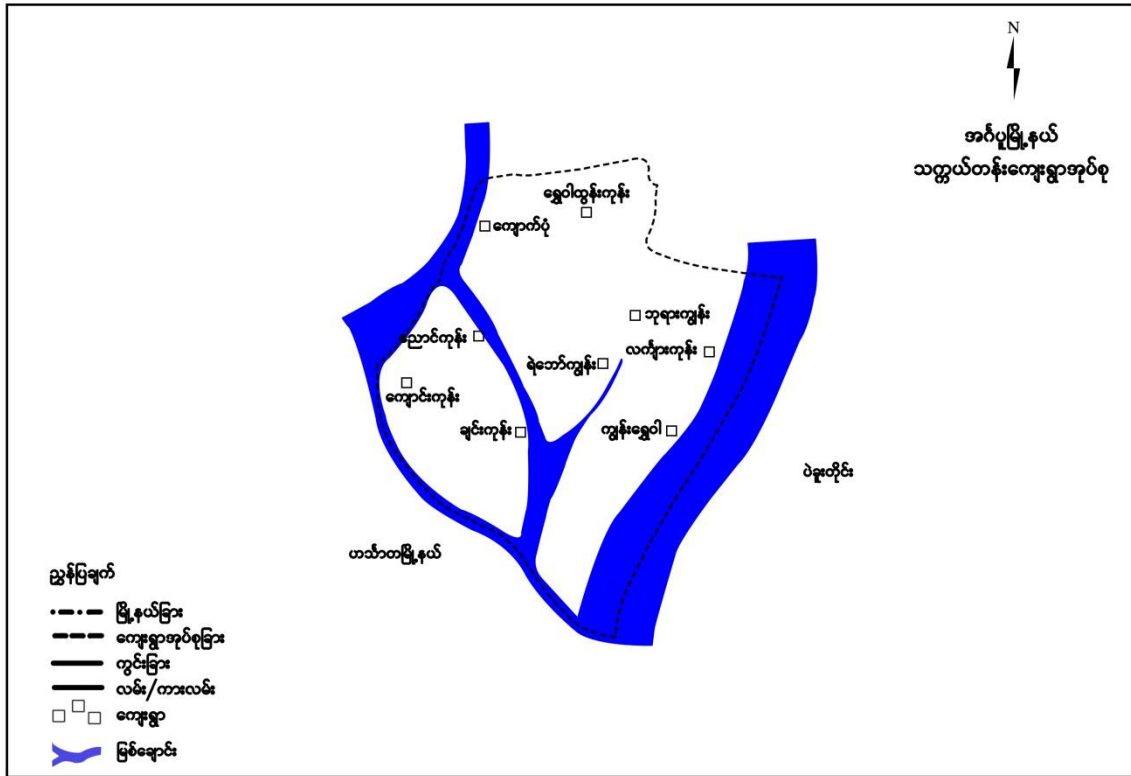 N
အင်္ဂပူမြို့နယ်
သက္ကယ်တန်းကျေးရွာအုပ်စု
ရွှေဝါထွန်းကုန်း
ကျောက်ပုံ
ဘုရားကျွန်း
ညောင်ကုန်း
လင်္ကျားကုန်း
ရဲဘော်ကျွန်း
ကျောင်းကုန်း
ချင်းကုန်း
ကျွန်းရွှေဝါ
ပဲခူးတိုင်း
ဟင်္သာတမြို့နယ်
ညွှန်ပြချက်
မြို့နယ်ခြား
ကျေးရွာအုပ်စုခြား
ကွင်းခြား
လမ်း/ကားလမ်း
ကျေးရွာ
မြစ်ချောင်း